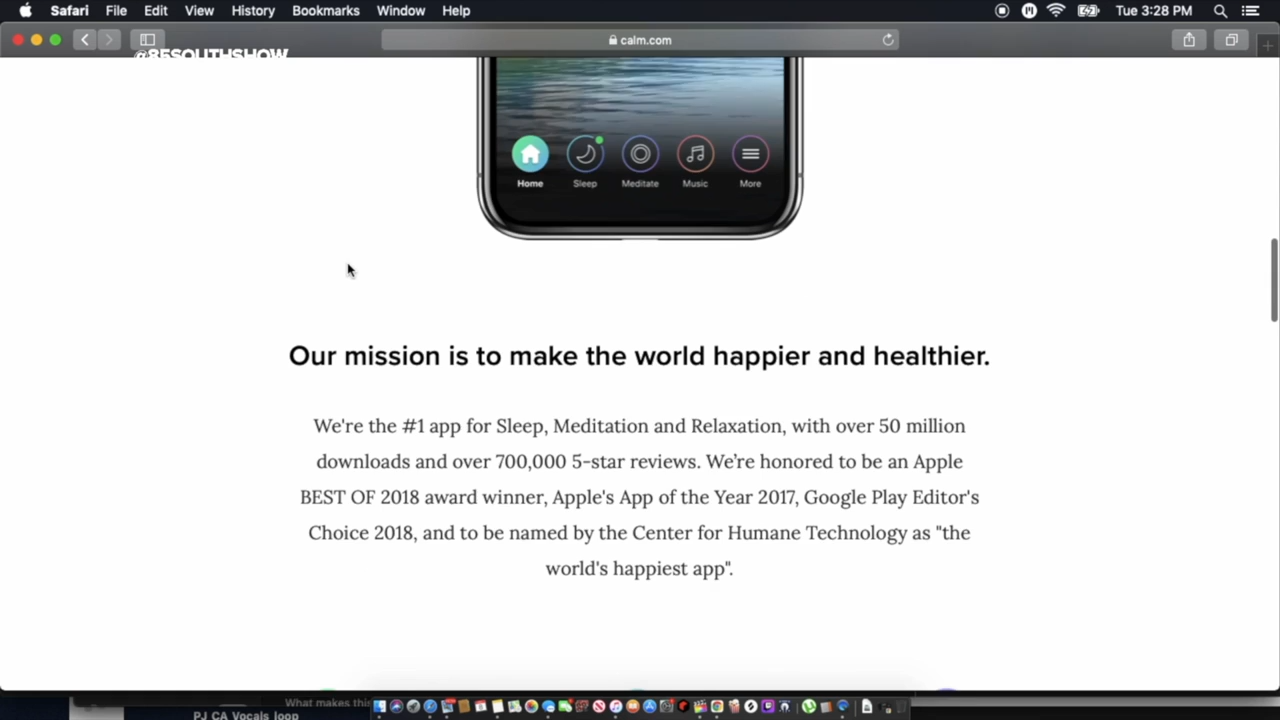 Safari File Edit View History Bookmarks Window Help Tue 3:28 PM
calm.com
@85SOUTHSHOW
Home Sleep Meditate Music More
Our mission is to make the world happier and healthier.
We're the #1 app for Sleep, Meditation and Relaxation, with over 50 million
downloads and over 700,000 5-star reviews. We’re honored to be an Apple
BEST OF 2018 award winner, Apple's App of the Year 2017, Google Play Editor's
Choice 2018, and to be named by the Center for Humane Technology as "the
world's happiest app".
What makes this
PJ CA Vocals loop